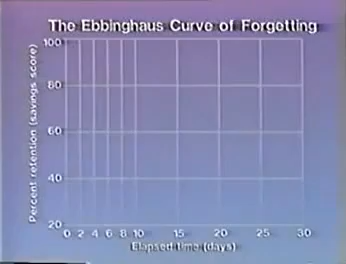 The Ebbinghaus Curve of Forgetting
Percent retention (savings score)
100
80
60
40
20
0 2 4 6 8 10 15 20 25 30
Elapsed time (days)